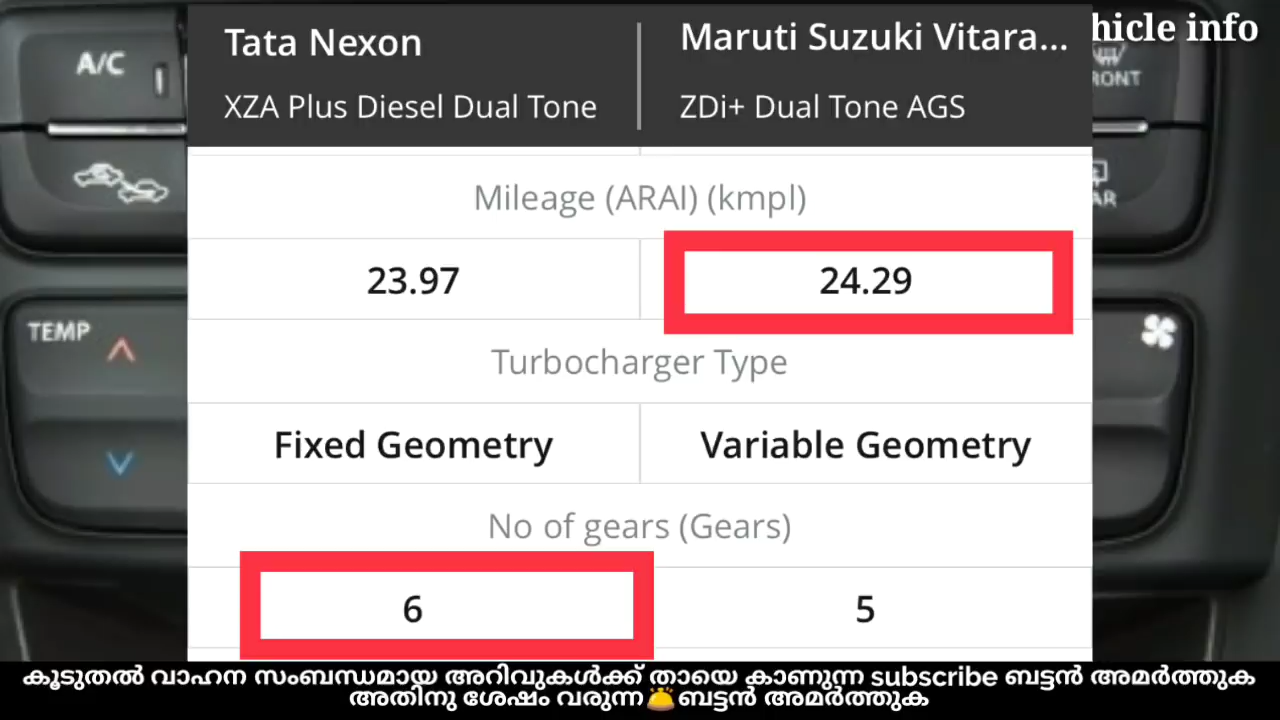 Tata Nexon
Maruti Suzuki Vitara...
hicle info
XZA Plus Diesel Dual Tone
ZDi+ Dual Tone AGS
A/C
RONT
AR
TEMP
Mileage (ARAI) (kmpl)
23.97
24.29
Turbocharger Type
Fixed Geometry
Variable Geometry
No of gears (Gears)
6
5
കൂടുതൽ വാഹന സംബന്ധമായ അറിവുകൾക്ക് തായെ കാണുന്ന subscribe ബട്ടൻ അമർത്തുക
അതിനു ശേഷം വരുന്ന🛎️ബട്ടൻ അമർത്തുക